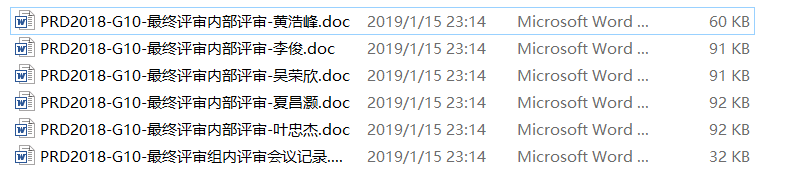 PRD2018-G10-最终评审内部评审-黄浩峰.doc 2019/1/15 23:14 Microsoft Word ... 60 KB
PRD2018-G10-最终评审内部评审-李俊.doc 2019/1/15 23:14 Microsoft Word ... 91 KB
PRD2018-G10-最终评审内部评审-吴荣欣.doc 2019/1/15 23:14 Microsoft Word ... 91 KB
PRD2018-G10-最终评审内部评审-夏昌灏.doc 2019/1/15 23:14 Microsoft Word ... 92 KB
PRD2018-G10-最终评审内部评审-叶忠杰.doc 2019/1/15 23:14 Microsoft Word ... 92 KB
PRD2018-G10-最终评审组内评审会议记录.... 2019/1/15 23:14 Microsoft Word ... 32 KB